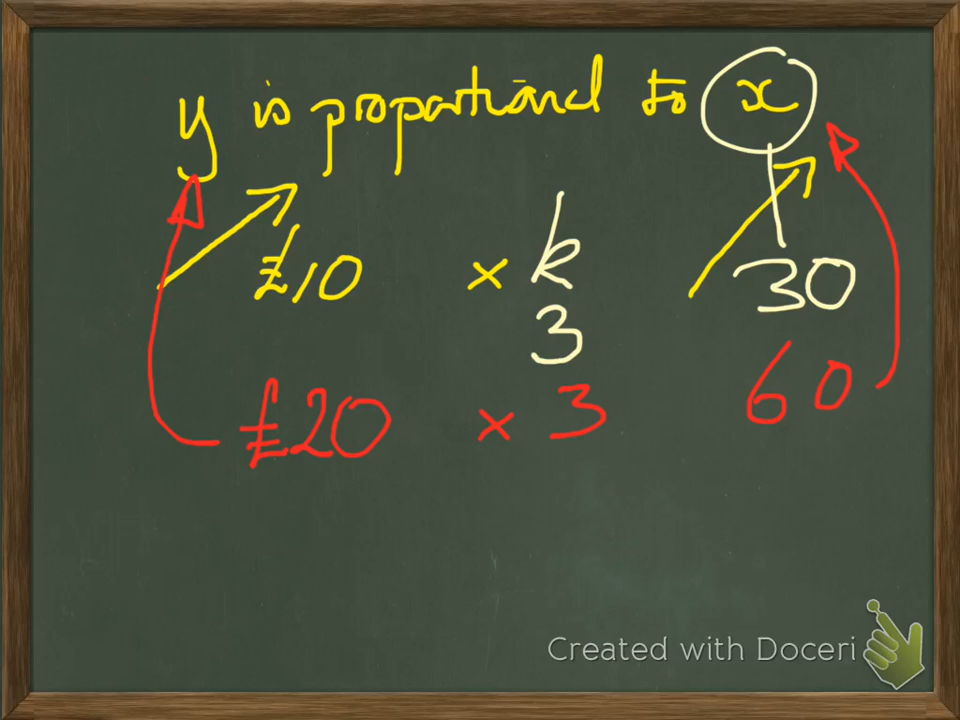 y is proportional to x
£10 × k 30
3
£20 × 3 60
Created with Doceri